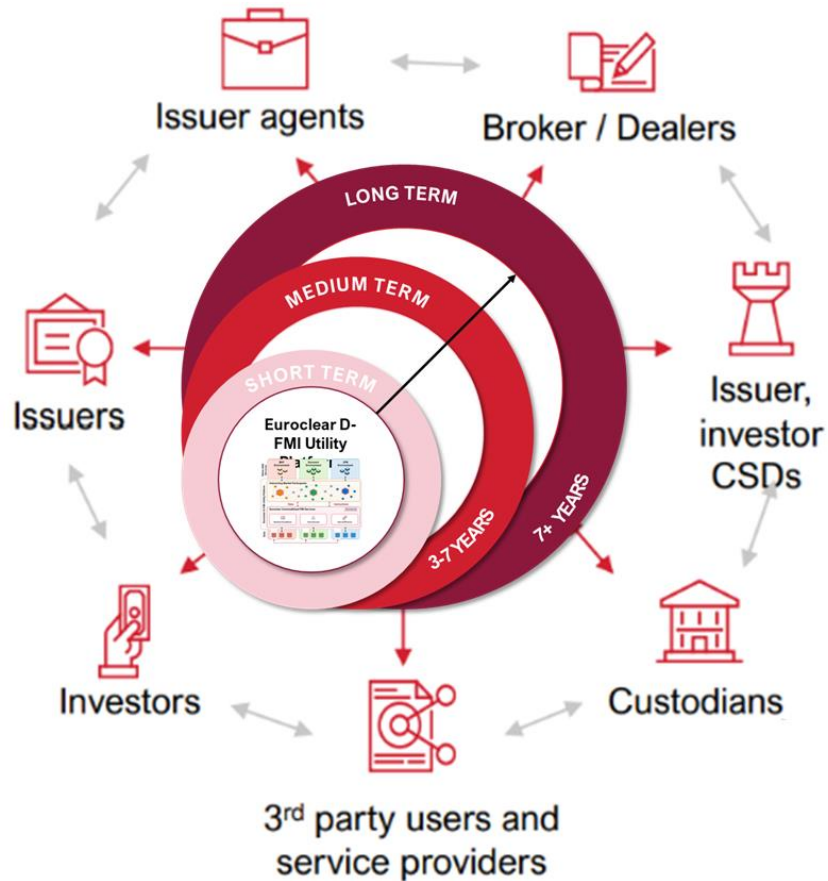 Issuer agents
Broker / Dealers
LONG TERM
MEDIUM TERM
SHORT TERM
Issuers
Issuer,
investor
CSDs
Euroclear D-
FMI Utility
3-7 YEARS
7+ YEARS
Investors
Custodians
3rd party users and
service providers